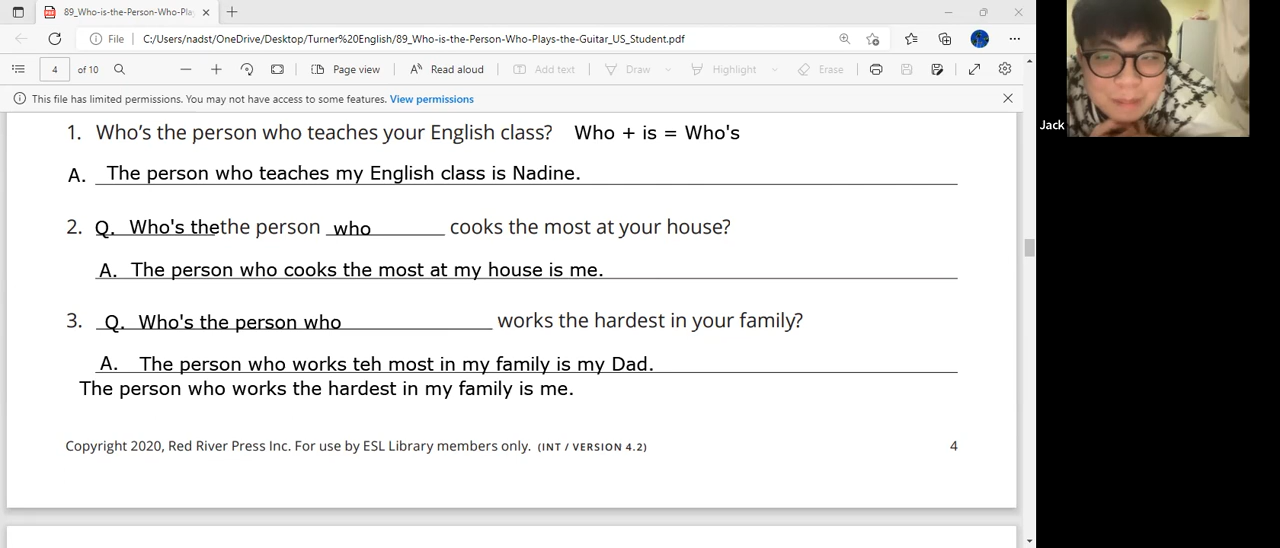 89_Who-is-the-Person-Who-Pla
File C:/Users/nadst/OneDrive/Desktop/Turner%20English/89_Who-is-the-Person-Who-Plays-the-Guitar_US_Student.pdf
4 of 10 Page view Read aloud Add text Draw Highlight Erase
This file has limited permissions. You may not have access to some features. View permissions
1. Who's the person who teaches your English class? Who + is = Who's
A. The person who teaches my English class is Nadine.
2. Q. Who's thethe person who cooks the most at your house?
A. The person who cooks the most at my house is me.
3. Q. Who's the person who works the hardest in your family?
A. The person who works teh most in my family is my Dad.
The person who works the hardest in my family is me.
Copyright 2020, Red River Press Inc. For use by ESL Library members only. (INT / VERSION 4.2) 4
Jack